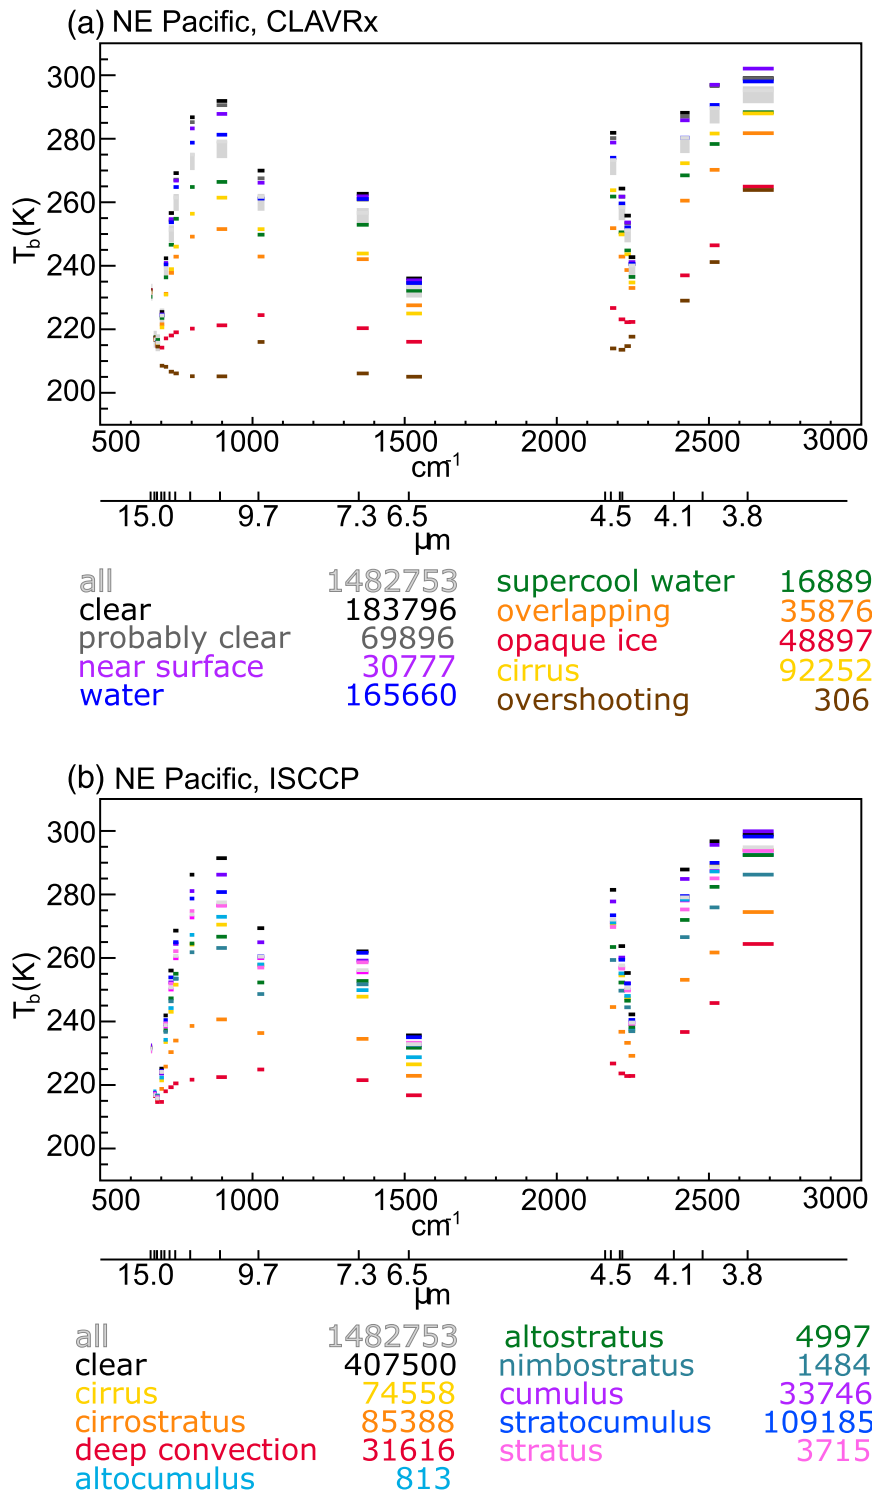 (a) NE Pacific, CLAVRx
300
280
260
240
220
200
Tb(K)
500 1000 1500 2000 2500 3000
cm-1
15.0 9.7 7.3 6.5 4.5 4.1 3.8
µm
all 1482753 supercool water 16889
clear 183796 overlapping 35876
probably clear 69896 opaque ice 48897
near surface 30777 cirrus 92252
water 165660 overshooting 306
(b) NE Pacific, ISCCP
300
280
260
240
220
200
Tb(K)
500 1000 1500 2000 2500 3000
cm-1
15.0 9.7 7.3 6.5 4.5 4.1 3.8
µm
all 1482753 altostratus 4997
clear 407500 nimbostratus 1484
cirrus 74558 cumulus 33746
cirrostratus 85388 stratocumulus 109185
deep convection 31616 stratus 3715
altocumulus 813